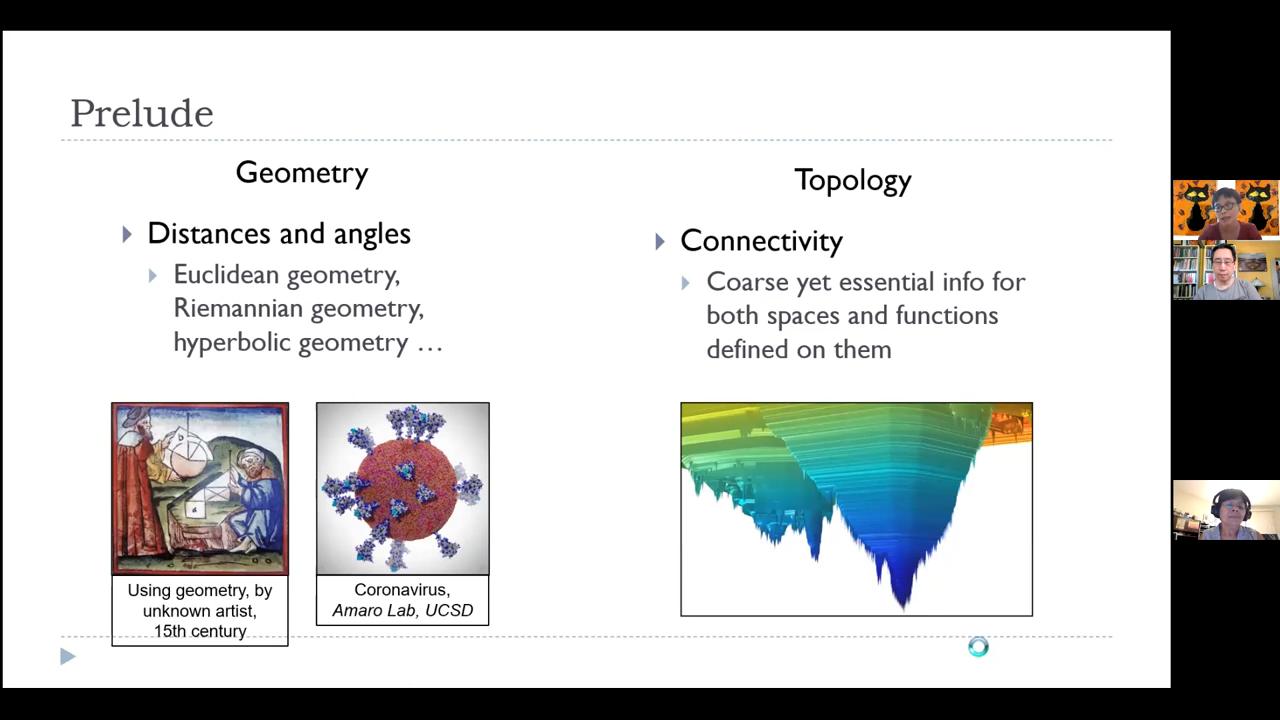 Prelude
Geometry
Distances and angles
Euclidean geometry,
Riemannian geometry,
hyperbolic geometry …
Using geometry, by
unknown artist,
15th century
Coronavirus,
Amaro Lab, UCSD
Topology
Connectivity
Coarse yet essential info for
both spaces and functions
defined on them